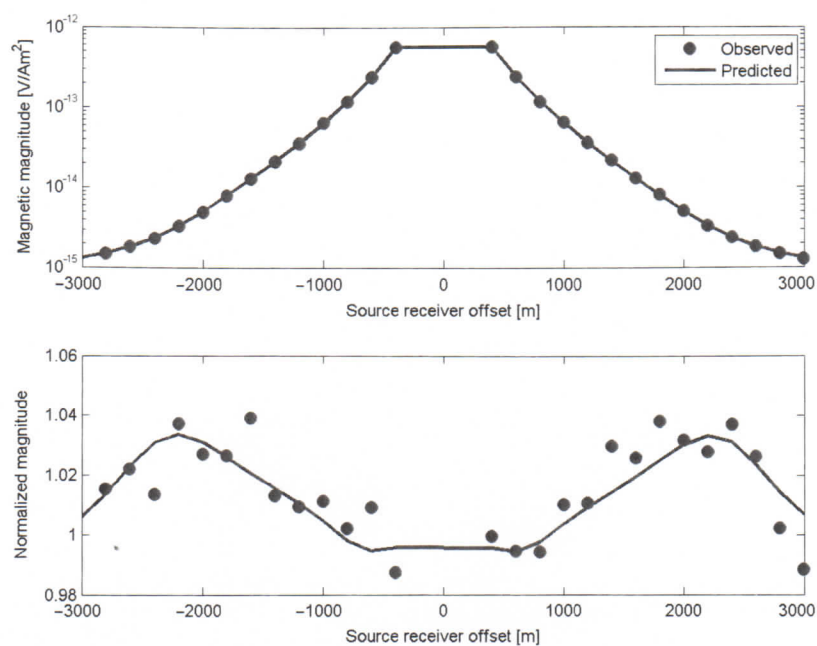 10⁻¹²
10⁻¹³
10⁻¹⁴
10⁻¹⁵
Magnetic magnitude [V/Am²]
Observed
Predicted
−3000 −2000 −1000 0 1000 2000 3000
Source receiver offset [m]
1.06
1.04
1.02
1
0.98
Normalized magnitude
−3000 −2000 −1000 0 1000 2000 3000
Source receiver offset [m]